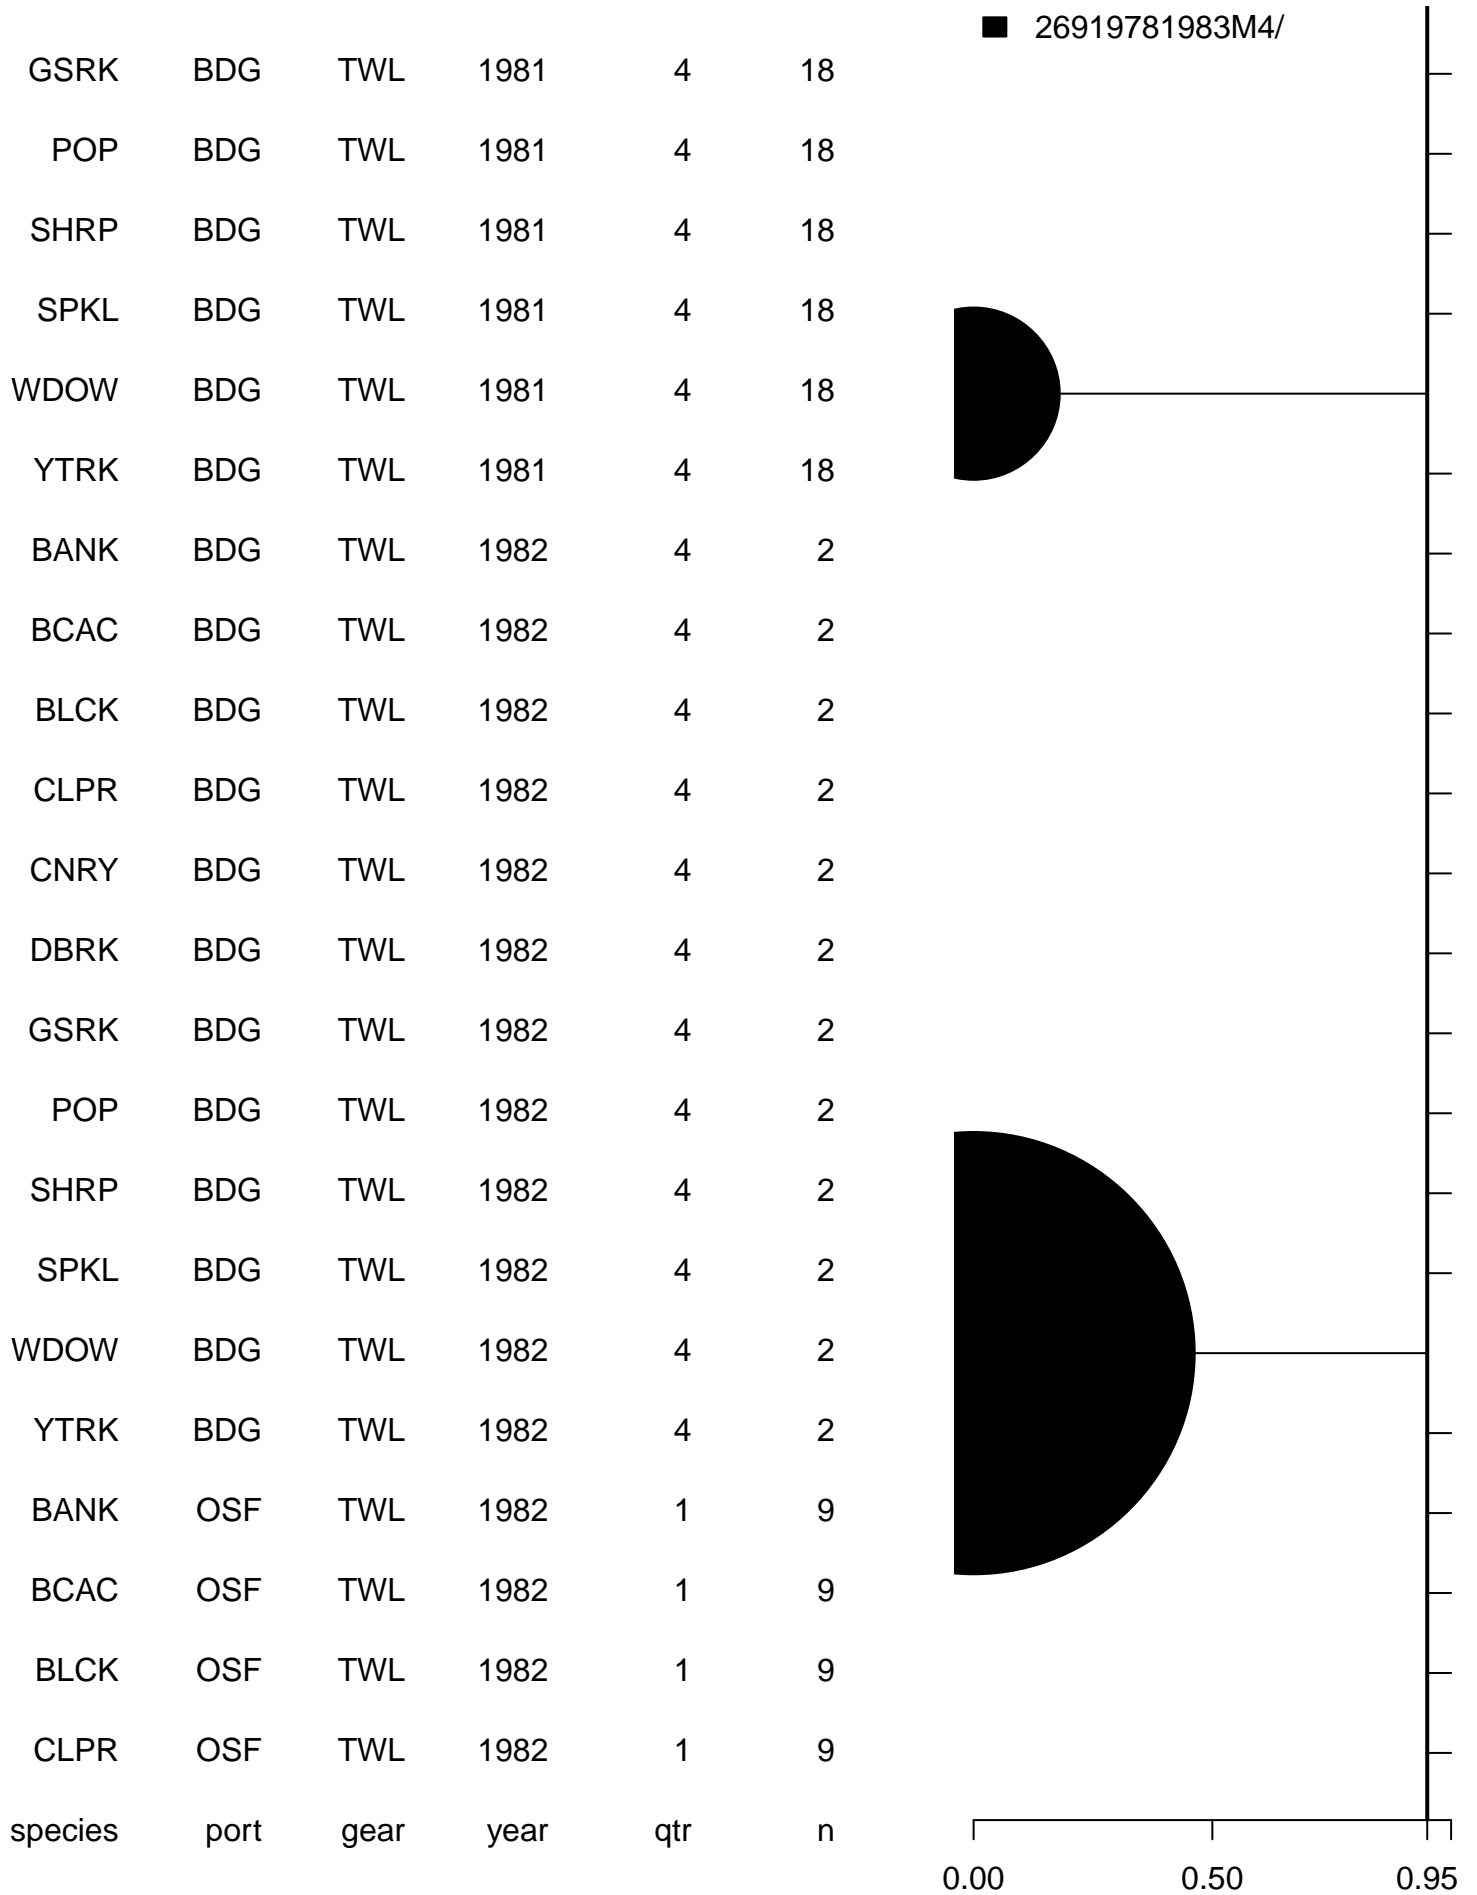 26919781983M4/
GSRK BDG TWL 1981 4 18
POP BDG TWL 1981 4 18
SHRP BDG TWL 1981 4 18
SPKL BDG TWL 1981 4 18
WDOW BDG TWL 1981 4 18
YTRK BDG TWL 1981 4 18
BANK BDG TWL 1982 4 2
BCAC BDG TWL 1982 4 2
BLCK BDG TWL 1982 4 2
CLPR BDG TWL 1982 4 2
CNRY BDG TWL 1982 4 2
DBRK BDG TWL 1982 4 2
GSRK BDG TWL 1982 4 2
POP BDG TWL 1982 4 2
SHRP BDG TWL 1982 4 2
SPKL BDG TWL 1982 4 2
WDOW BDG TWL 1982 4 2
YTRK BDG TWL 1982 4 2
BANK OSF TWL 1982 1 9
BCAC OSF TWL 1982 1 9
BLCK OSF TWL 1982 1 9
CLPR OSF TWL 1982 1 9
species port gear year qtr n
0.00 0.50 0.95